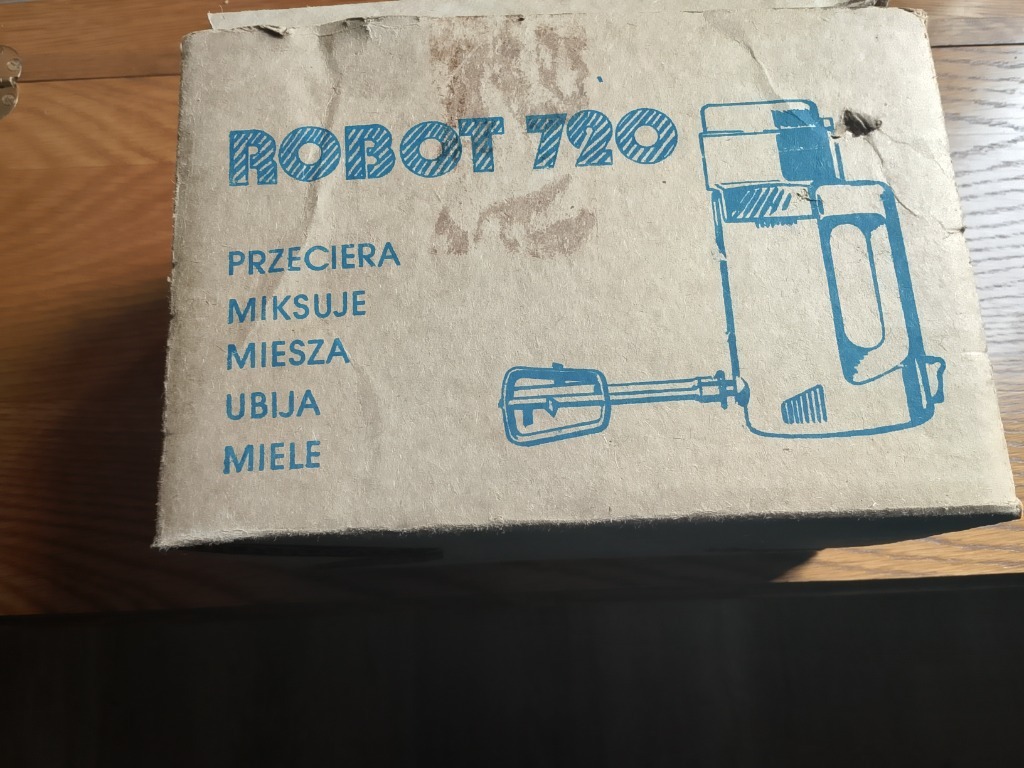 ROBOT 720
PRZECIERA
MIKSUJE
MIESZA
UBIJA
MIELE